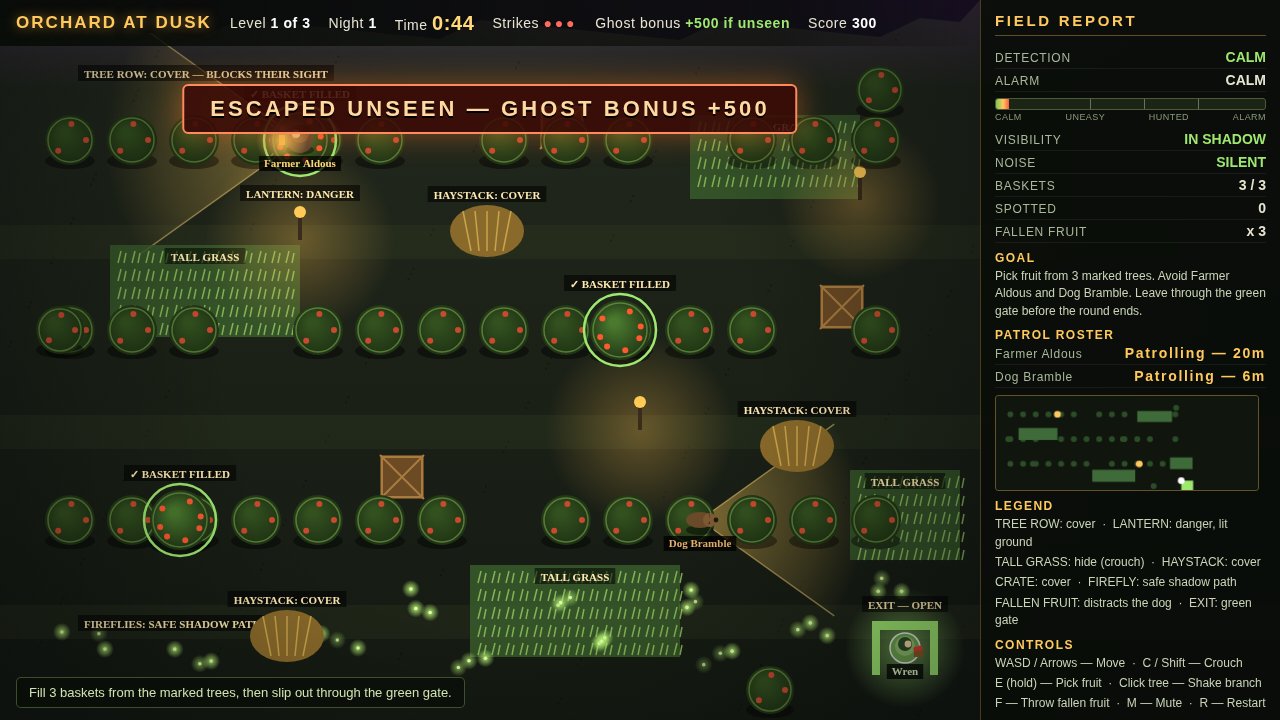 ORCHARD AT DUSK Level 1 of 3 Night 1 Time 0:44 Strikes Ghost bonus +500 if unseen Score 300
TREE ROW: COVER — BLOCKS THEIR SIGHT
✓ BASKET FILLED
ESCAPED UNSEEN — GHOST BONUS +500
Farmer Aldous
LANTERN: DANGER
HAYSTACK: COVER
TALL GRASS
✓ BASKET FILLED
HAYSTACK: COVER
✓ BASKET FILLED
TALL GRASS
Dog Bramble
TALL GRASS
HAYSTACK: COVER
EXIT — OPEN
FIREFLIES: SAFE SHADOW PATH
Wren
Fill 3 baskets from the marked trees, then slip out through the green gate.
FIELD REPORT
DETECTION CALM
ALARM CALM
CALM UNEASY HUNTED ALARM
VISIBILITY IN SHADOW
NOISE SILENT
BASKETS 3 / 3
SPOTTED 0
FALLEN FRUIT x 3
GOAL
Pick fruit from 3 marked trees. Avoid Farmer
Aldous and Dog Bramble. Leave through the green
gate before the round ends.
PATROL ROSTER
Farmer Aldous Patrolling — 20m
Dog Bramble Patrolling — 6m
LEGEND
TREE ROW: cover · LANTERN: danger, lit
ground
TALL GRASS: hide (crouch) · HAYSTACK: cover
CRATE: cover · FIREFLY: safe shadow path
FALLEN FRUIT: distracts the dog · EXIT: green
gate
CONTROLS
WASD / Arrows — Move · C / Shift — Crouch
E (hold) — Pick fruit · Click tree — Shake branch
F — Throw fallen fruit · M — Mute · R — Restart